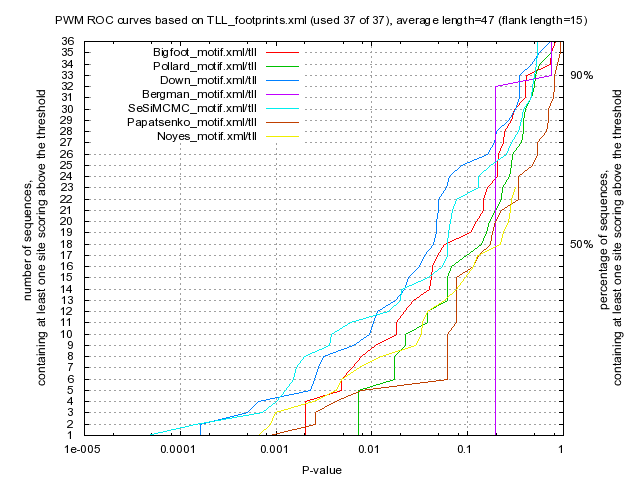 PWM ROC curves based on TLL_footprints.xml (used 37 of 37), average length=47 (flank length=15)
number of sequences,
containing at least one site scoring above the threshold
36
35
34
33
32
31
30
29
28
27
26
25
24
23
22
21
20
19
18
17
16
15
14
13
12
11
10
9
8
7
6
5
4
3
2
1
Bigfoot_motif.xml/tll
Pollard_motif.xml/tll
Down_motif.xml/tll
Bergman_motif.xml/tll
SeSiMCMC_motif.xml/tll
Papatsenko_motif.xml/tll
Noyes_motif.xml/tll
90%
50%
percentage of sequences,
containing at least one site scoring above the threshold
1e-005 0.0001 0.001 0.01 0.1 1
P-value